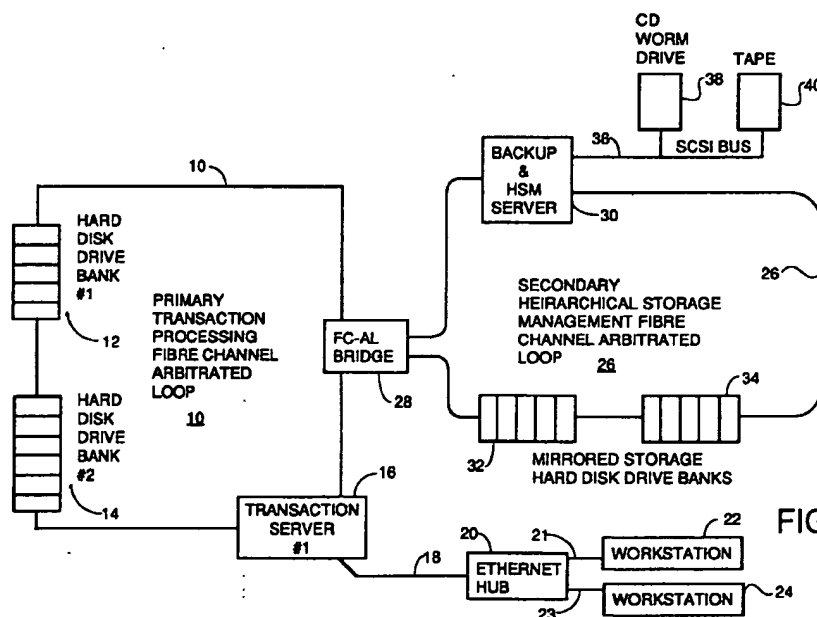 CD
WORM
DRIVE
38
TAPE
40
36
SCSI BUS
BACKUP
&
HSM
SERVER
30
26
10
HARD
DISK
DRIVE
BANK
#1
12
PRIMARY
TRANSACTION
PROCESSING
FIBRE CHANNEL
ARBITRATED
LOOP
10
FC-AL
BRIDGE
28
SECONDARY
HEIRARCHICAL STORAGE
MANAGEMENT FIBRE
CHANNEL ARBITRATED
LOOP 26
34
32
MIRRORED STORAGE
HARD DISK DRIVE BANKS
HARD
DISK
DRIVE
BANK
#2
14
16
TRANSACTION
SERVER
#1
18
20
ETHERNET
HUB
21
22
WORKSTATION
23
WORKSTATION
24
FIG